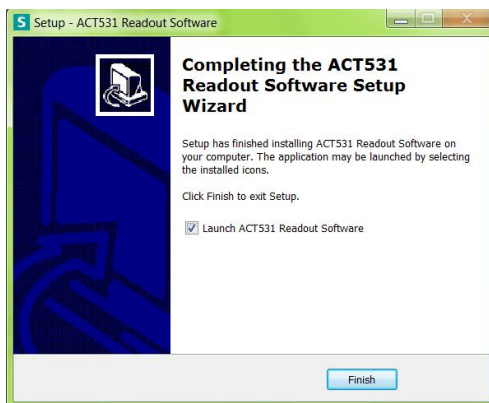 S Setup - ACT531 Readout Software
Completing the ACT531
Readout Software Setup
Wizard
Setup has finished installing ACT531 Readout Software on
your computer. The application may be launched by selecting
the installed icons.
Click Finish to exit Setup.
Launch ACT531 Readout Software
Finish